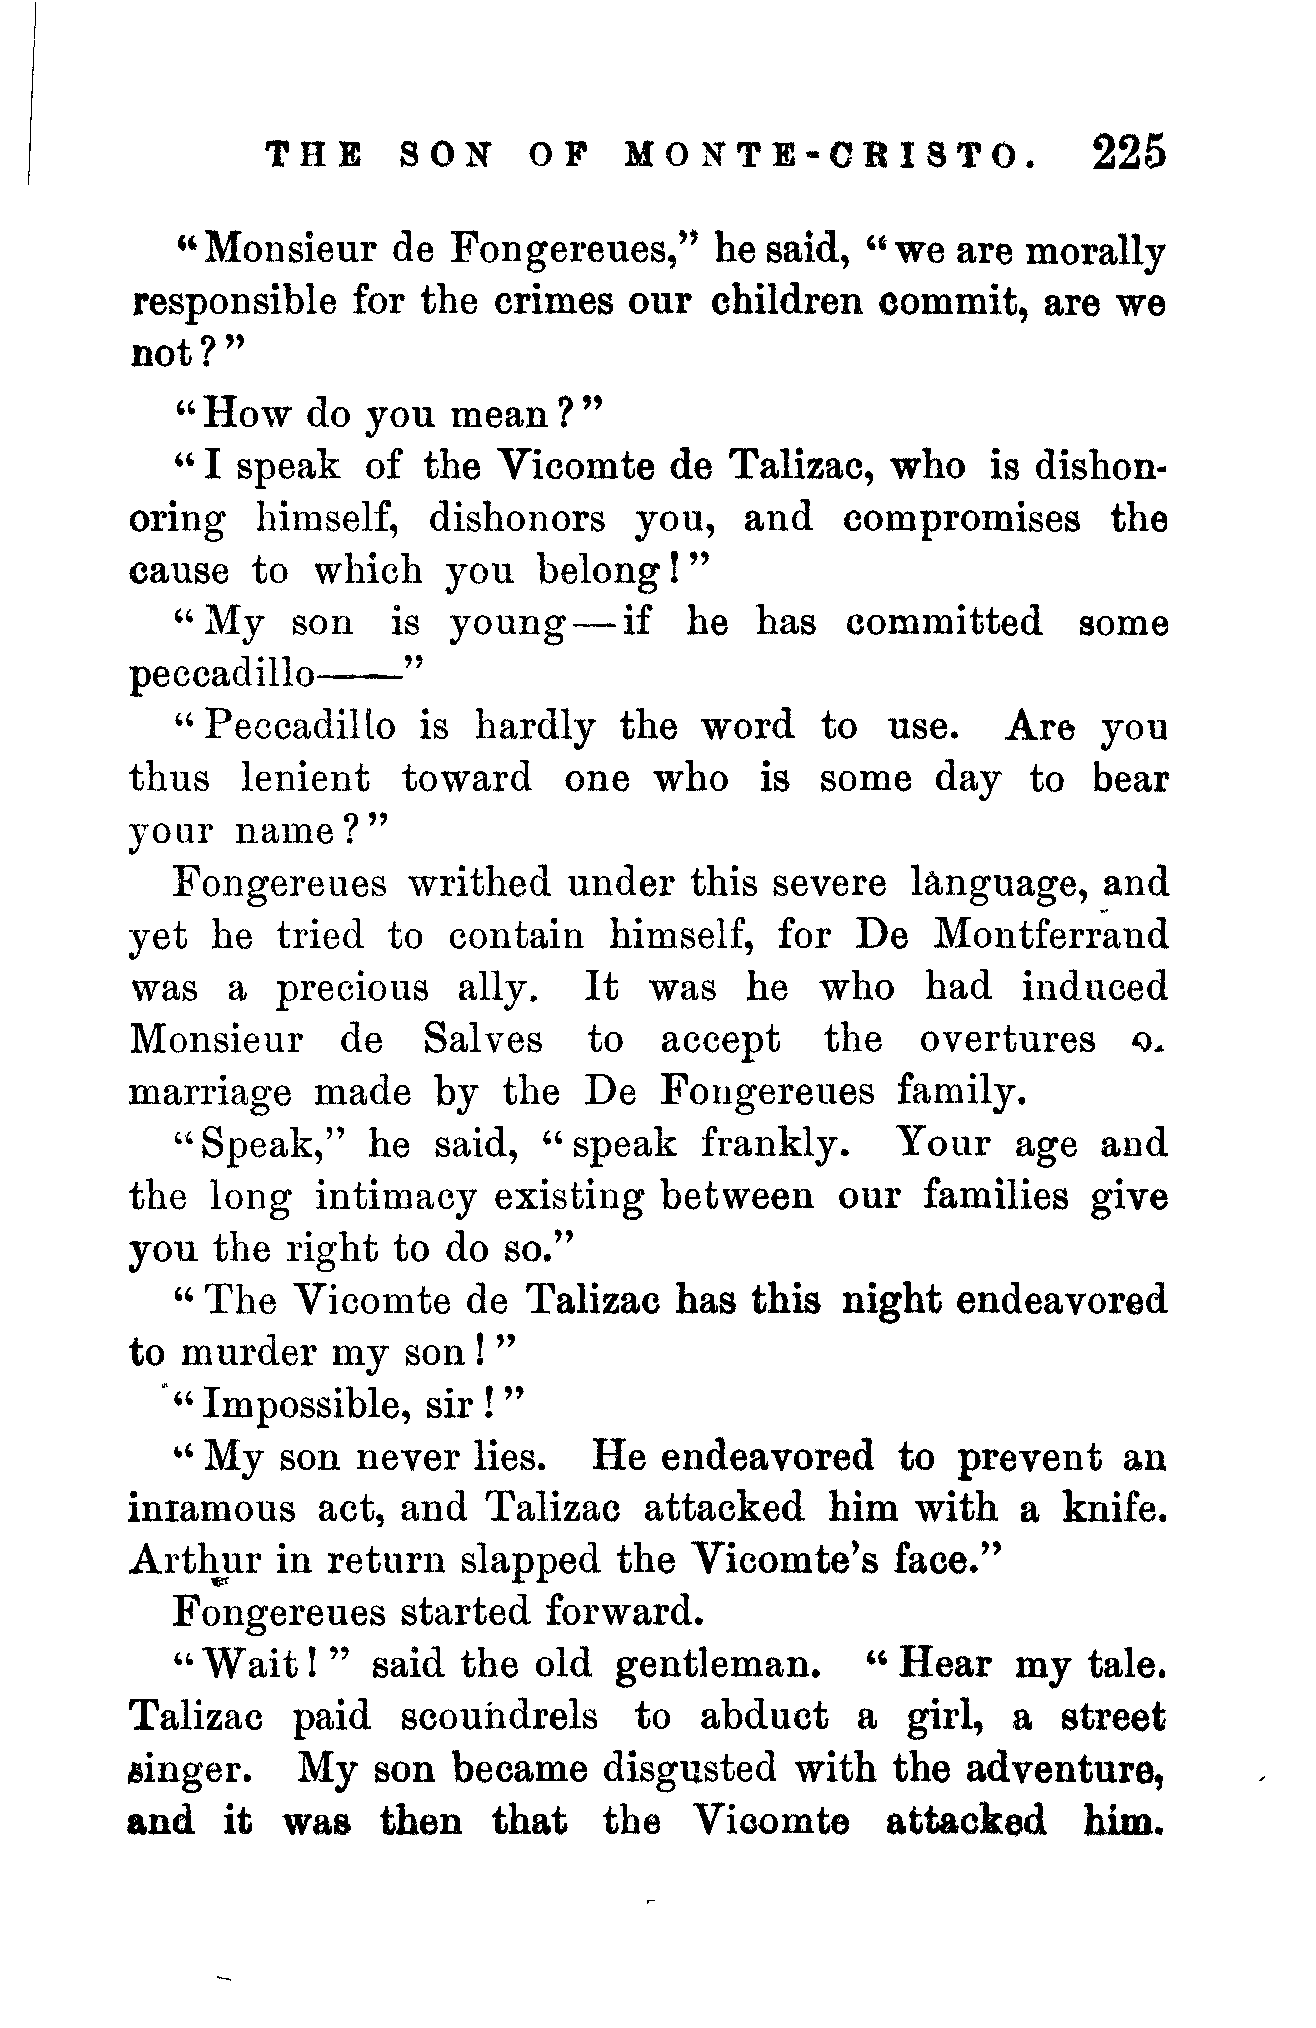 THE SON OF MONTE-CRISTO. 225
“Monsieur de Fongereues,” he said, “we are morally
responsible for the crimes our children commit, are we
not?”
“How do you mean?”
“I speak of the Vicomte de Talizac, who is dishon-
oring himself, dishonors you, and compromises the
cause to which you belong!”
“My son is young—if he has committed some
peccadillo——”
“Peccadillo is hardly the word to use. Are you
thus lenient toward one who is some day to bear
your name?”
Fongereues writhed under this severe language, and
yet he tried to contain himself, for De Montferrand
was a precious ally. It was he who had induced
Monsieur de Salves to accept the overtures o.
marriage made by the De Fongereues family.
“Speak,” he said, “speak frankly. Your age and
the long intimacy existing between our families give
you the right to do so.”
“The Vicomte de Talizac has this night endeavored
to murder my son!”
“Impossible, sir!”
“My son never lies. He endeavored to prevent an
infamous act, and Talizac attacked him with a knife.
Arthur in return slapped the Vicomte’s face.”
Fongereues started forward.
“Wait!” said the old gentleman. “Hear my tale.
Talizac paid scoundrels to abduct a girl, a street
singer. My son became disgusted with the adventure,
and it was then that the Vicomte attacked him.